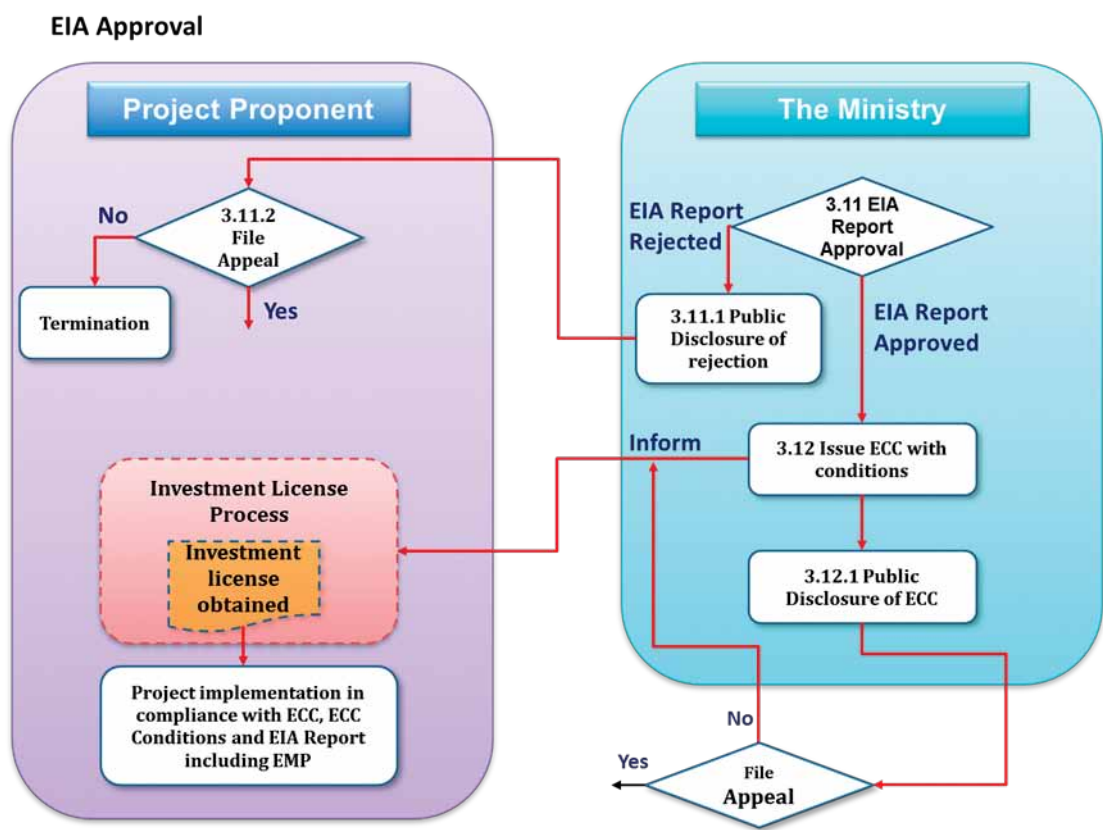 EIA Approval
Project Proponent
3.11.2
File
Appeal
No
Yes
Termination
Investment License
Process
Investment
license
obtained
Project implementation in
compliance with ECC, ECC
Conditions and EIA Report
including EMP
The Ministry
3.11 EIA
Report
Approval
EIA Report
Rejected
3.11.1 Public
Disclosure of
rejection
EIA Report
Approved
Inform
3.12 Issue ECC with
conditions
3.12.1 Public
Disclosure of ECC
No
Yes
File
Appeal